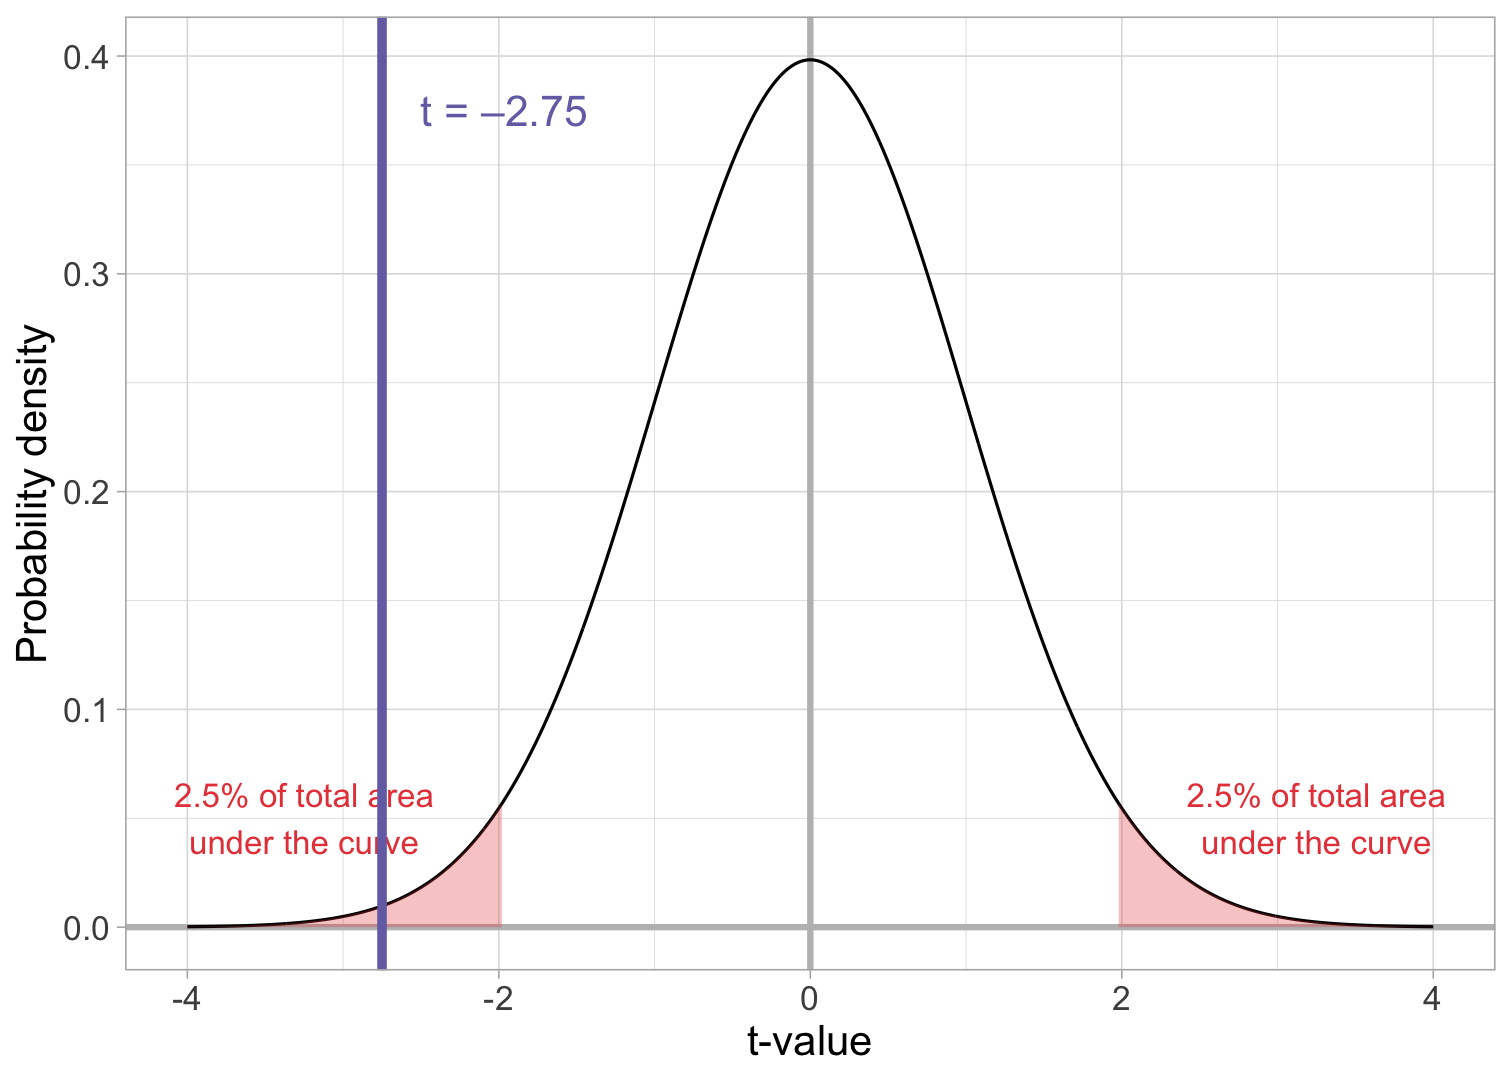 0.4
t = –2.75
0.3
Probability density
0.2
0.1
2.5% of total area
under the curve
2.5% of total area
under the curve
0.0
-4
-2
0
2
4
t-value